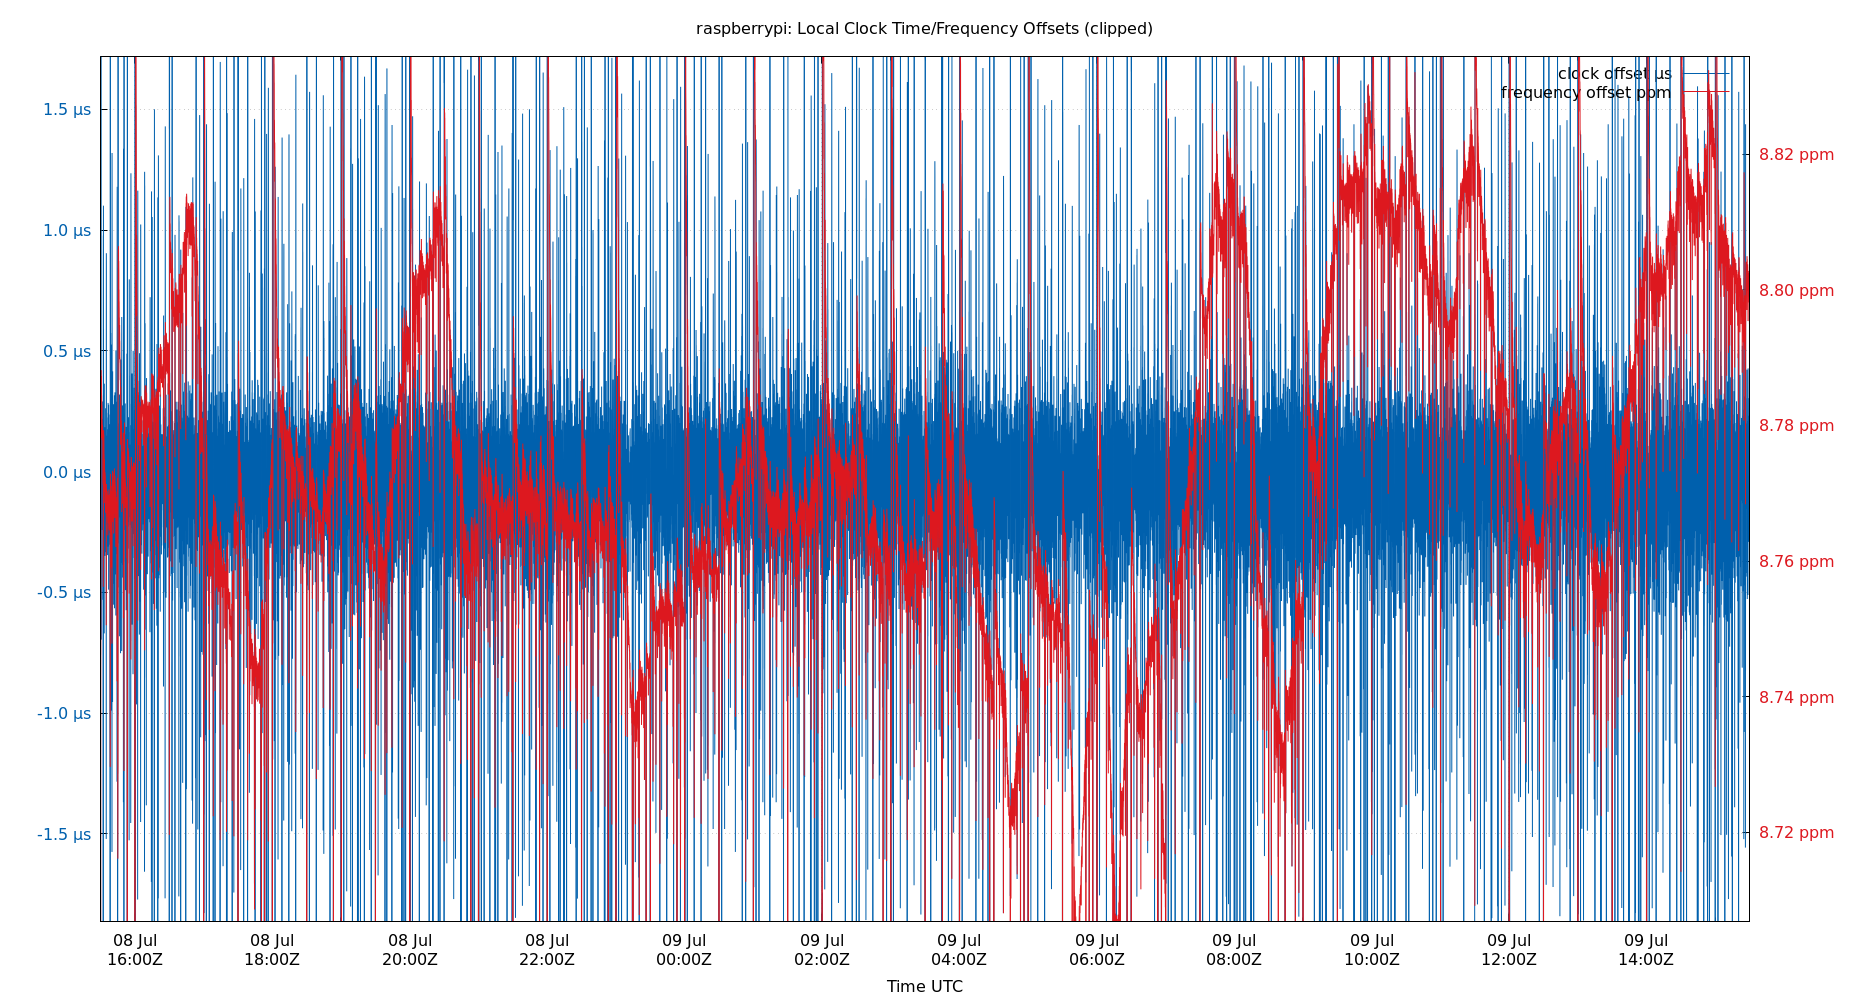 raspberrypi: Local Clock Time/Frequency Offsets (clipped)
clock offset µs
frequency offset ppm
1.5 µs
1.0 µs
0.5 µs
0.0 µs
-0.5 µs
-1.0 µs
-1.5 µs
8.82 ppm
8.80 ppm
8.78 ppm
8.76 ppm
8.74 ppm
8.72 ppm
08 Jul 08 Jul 08 Jul 08 Jul 09 Jul 09 Jul 09 Jul 09 Jul 09 Jul 09 Jul 09 Jul 09 Jul
16:00Z 18:00Z 20:00Z 22:00Z 00:00Z 02:00Z 04:00Z 06:00Z 08:00Z 10:00Z 12:00Z 14:00Z
Time UTC